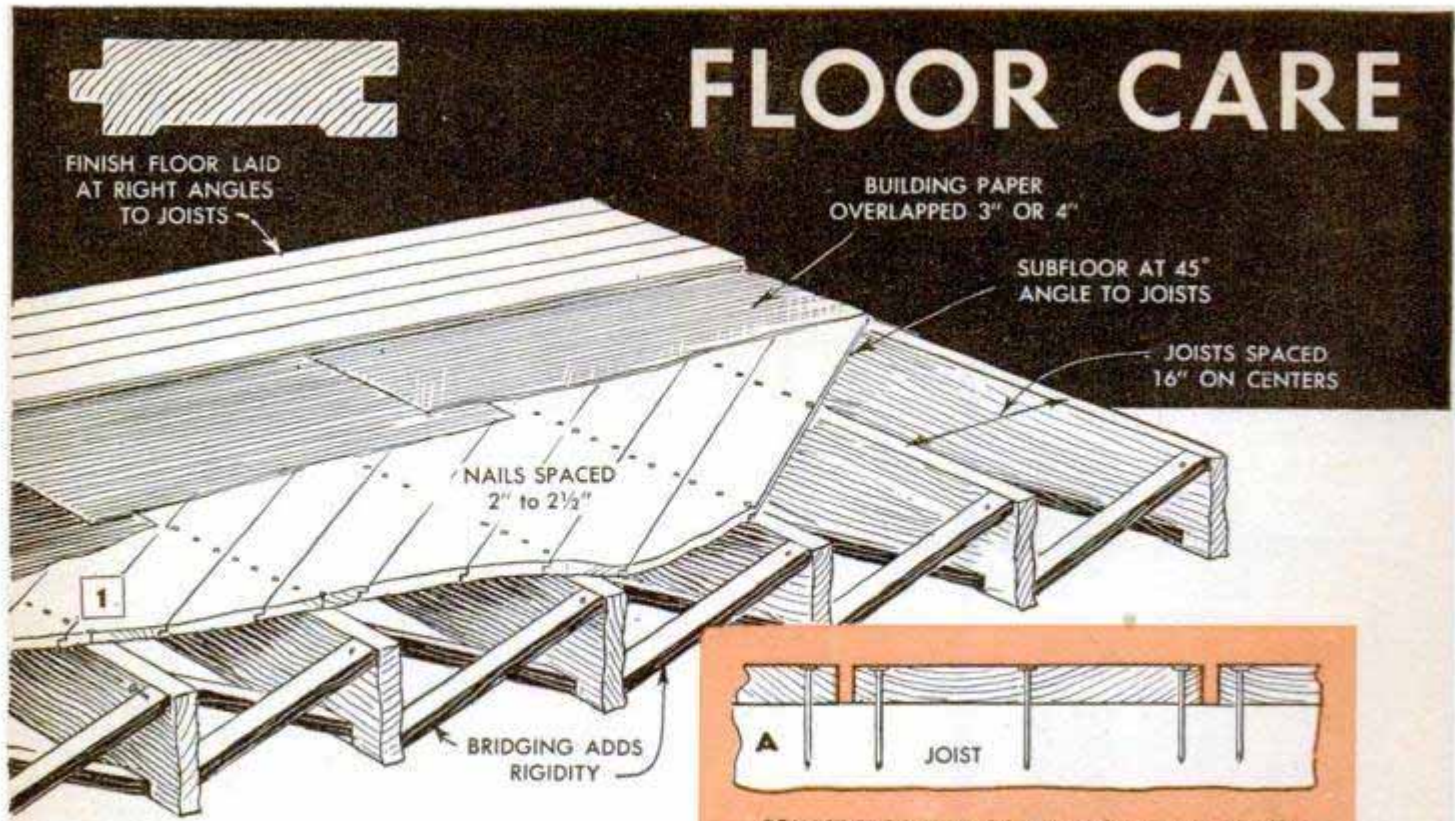 FLOOR CARE
FINISH FLOOR LAID
AT RIGHT ANGLES
TO JOISTS
BUILDING PAPER
OVERLAPPED 3" OR 4"
SUBFLOOR AT 45°
ANGLE TO JOISTS
JOISTS SPACED
16" ON CENTERS
NAILS SPACED
2" to 2½"
1
BRIDGING ADDS
RIGIDITY
A
JOIST